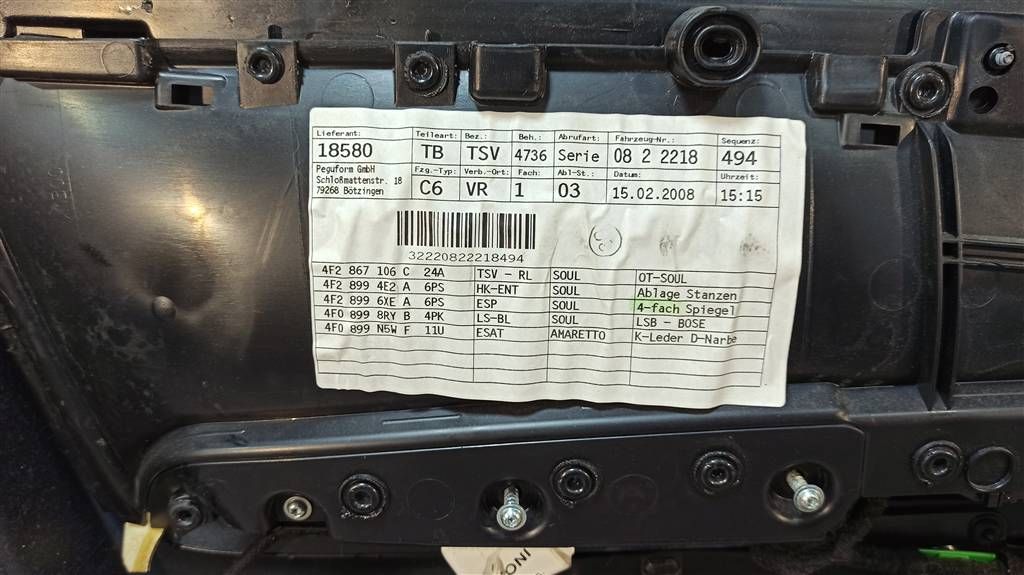 Lieferant: Teileart: Bez.: Beh.: Abrufart: Fahrzeug-Nr.: Sequenz:
18580 TB TSV 4736 Serie 08 2 2218 494
Peguform GmbH
Schloßmattenstr. 18
79268 Bötzingen
Fzg.-Typ: Verb.-Ort: Fach: Abl-St.: Datum: Uhrzeit:
C6 VR 1 03 15.02.2008 15:15
32220822218494
4F2 867 106 C 24A TSV - RL SOUL OT-SOUL
4F2 899 4E2 A 6PS HK-ENT SOUL Ablage Stanzen
4F2 899 6XE A 6PS ESP SOUL 4-fach Spiegel
4F0 899 8RY B 4PK LS-BL SOUL LSB - BOSE
4F0 899 N5W F 11U ESAT AMARETTO K-Leder D-Narbe